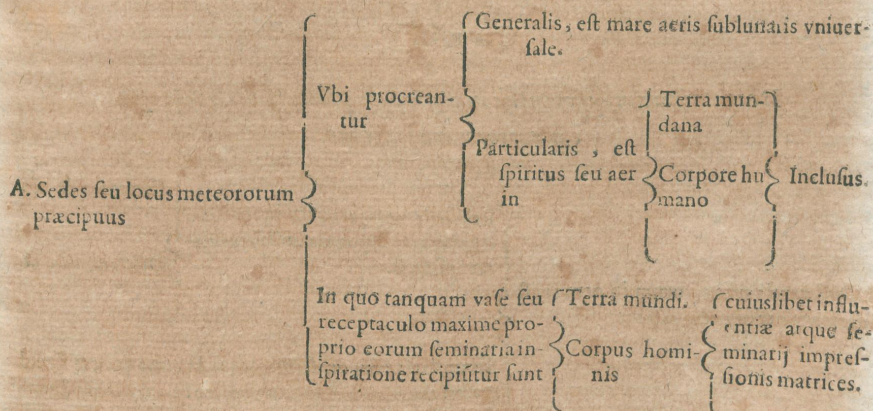 Generalis, eſt mare aeris ſublunaris vniuer-
ſale.
Vbi procrean-
tur
Particularis, eſt
ſpiritus ſeu aer
in
Terra mun-
dana
Corpore hu
mano
Incluſus.
A. Sedes ſeu locus meteororum
præcipuus
In quo tanquam vaſe ſeu
receptaculo maxime pro-
prio eorum ſeminaria in-
ſpiratione recipiũtur ſunt
Terra mundi.
Corpus homi-
nis
cuiuslibet influ-
entiæ atque ſe-
minarij impreſ-
ſionis matrices.